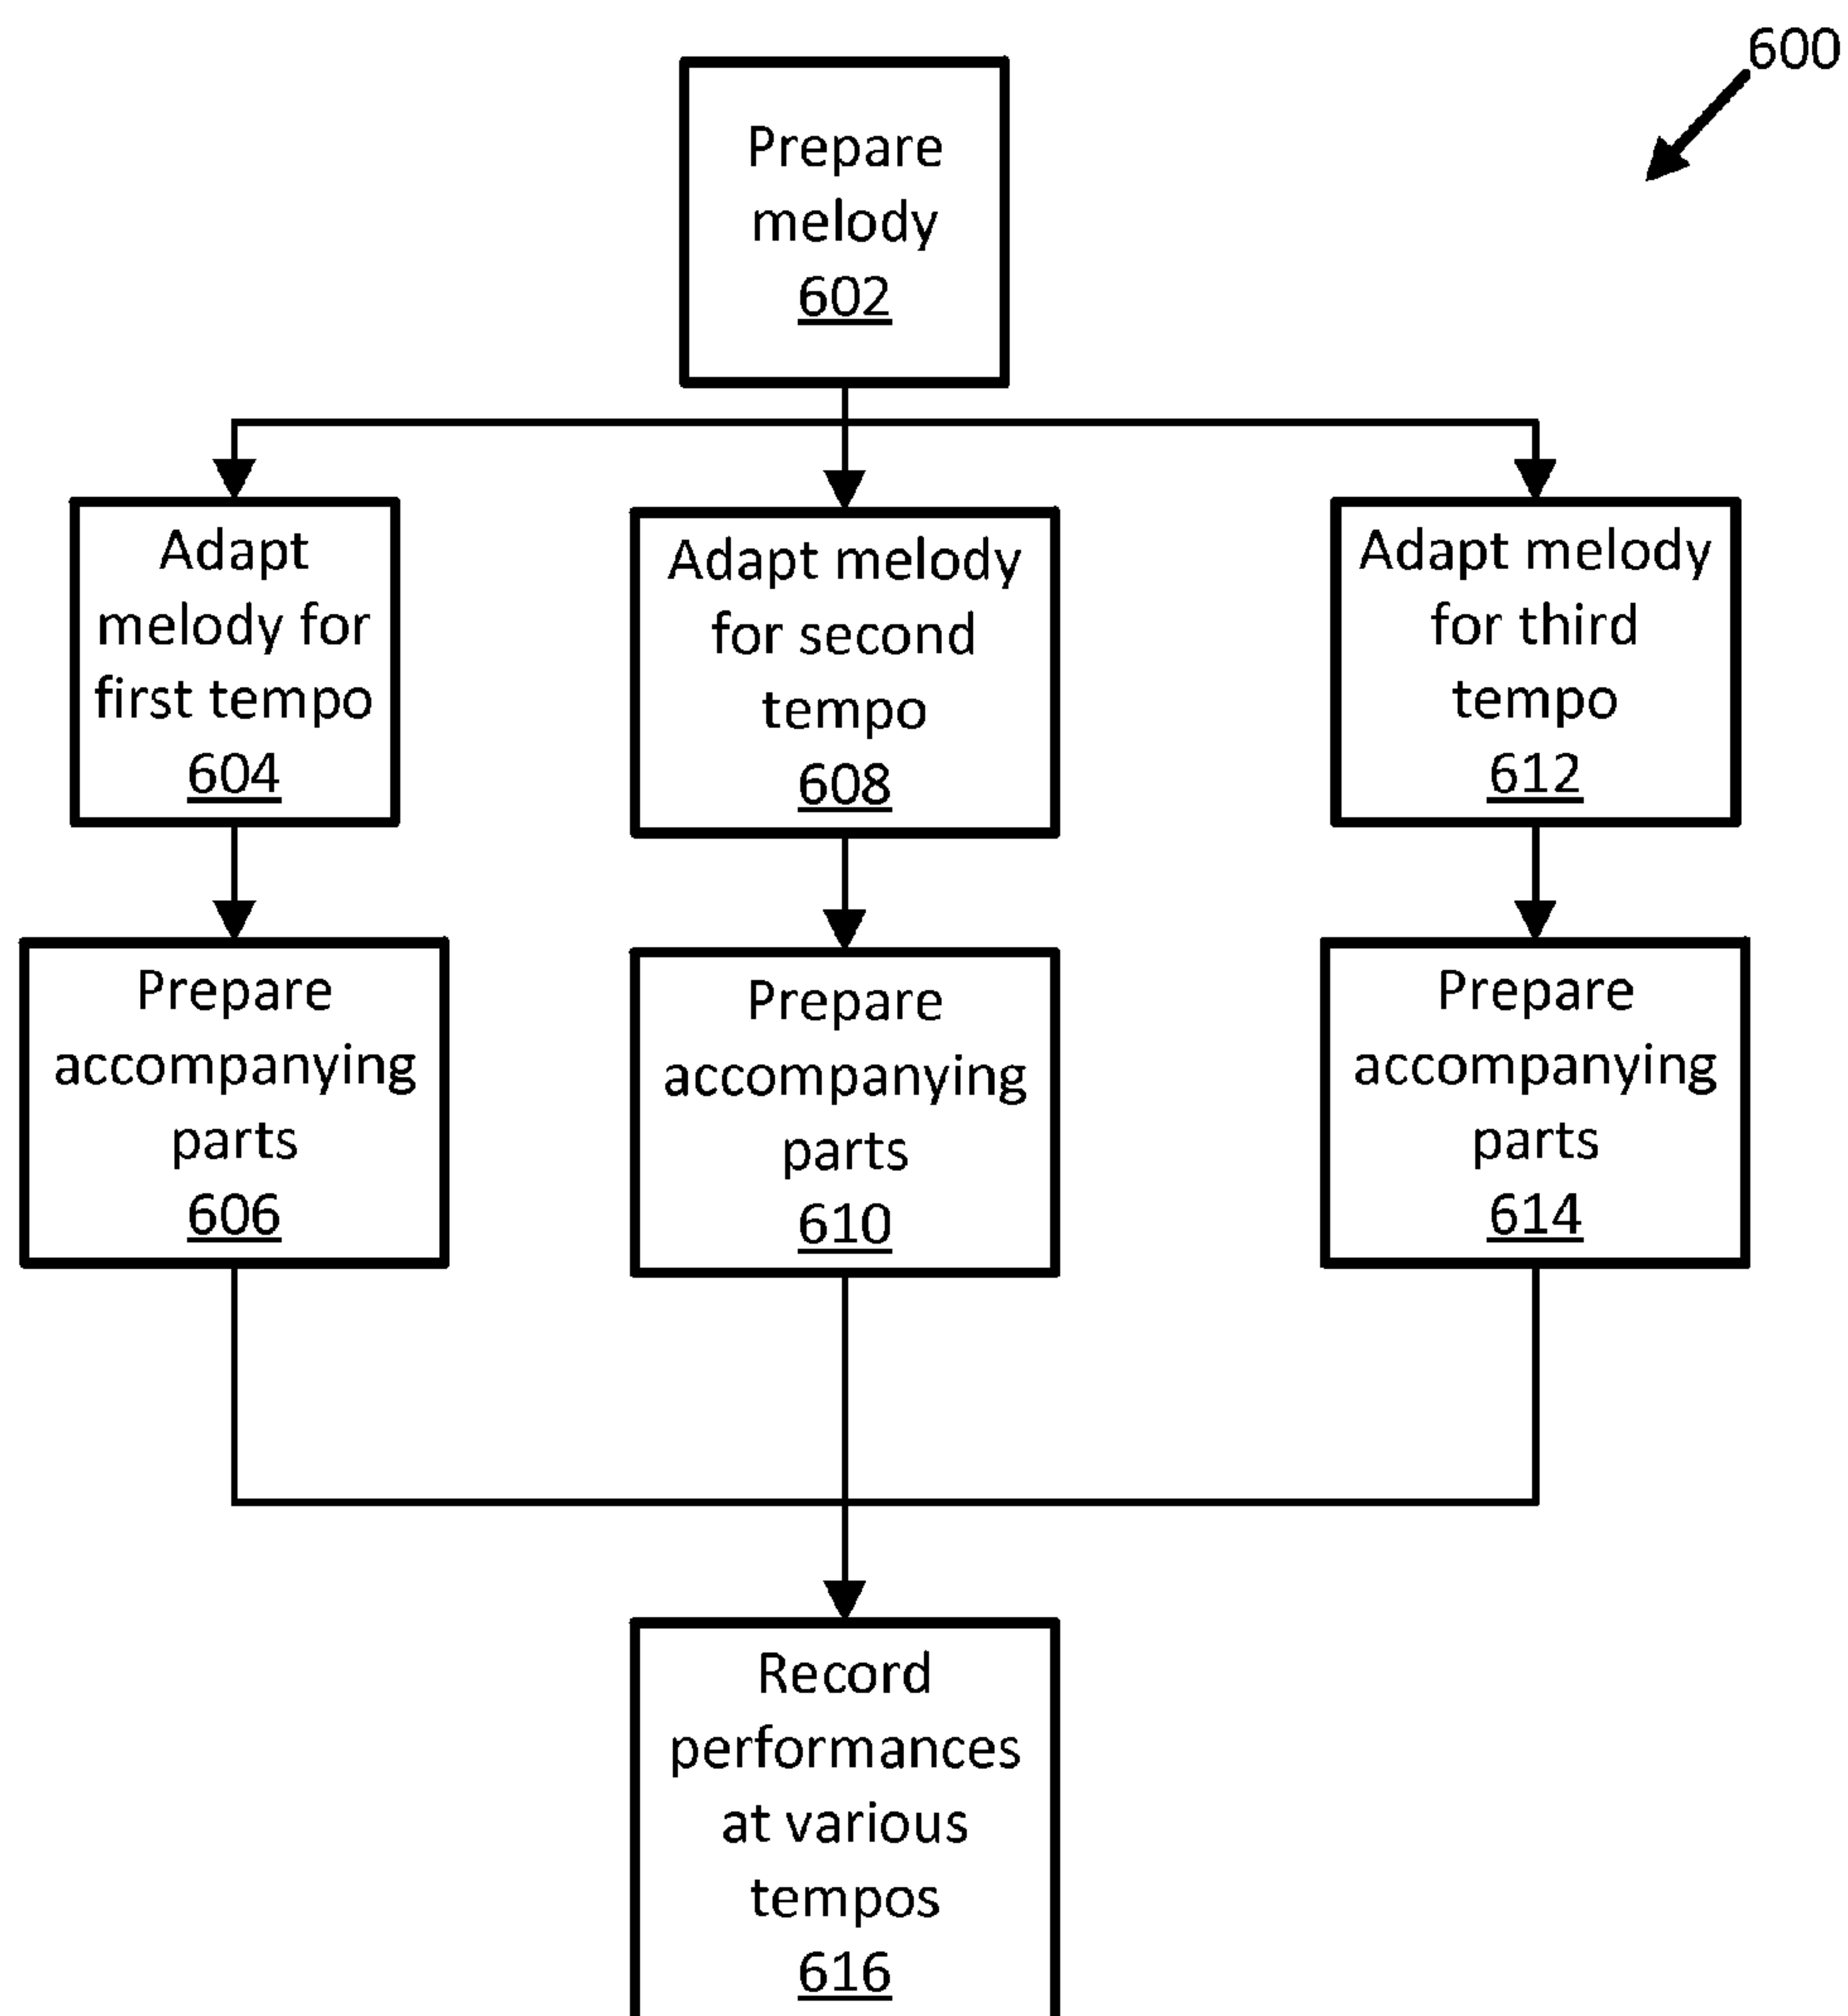 600
Prepare
melody
602
Adapt
melody for
first tempo
604
Adapt melody
for second
tempo
608
Adapt melody
for third
tempo
612
Prepare
accompanying
parts
606
Prepare
accompanying
parts
610
Prepare
accompanying
parts
614
Record
performances
at various
tempos
616